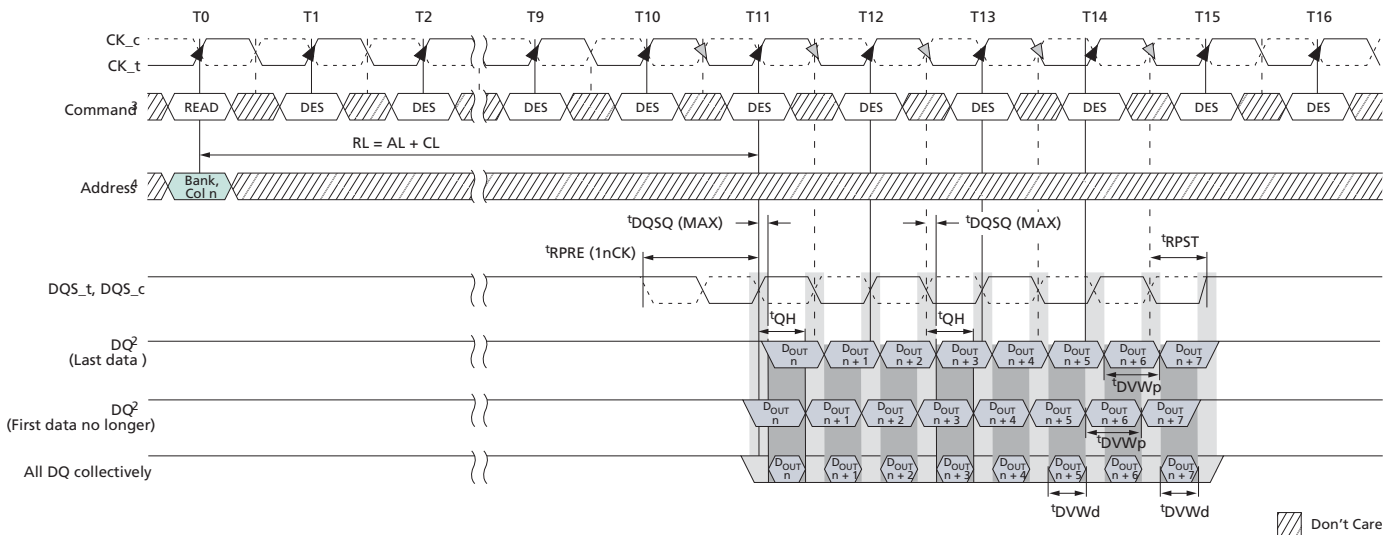 T0 T1 T2 T9 T10 T11 T12 T13 T14 T15 T16
CK_c
CK_t
Command3 READ DES DES DES DES DES DES DES DES DES DES
RL = AL + CL
Address4 Bank, Col n
tDQSQ (MAX) tDQSQ (MAX)
tRPRE (1nCK) tRPST
DQS_t, DQS_c
tQH tQH
DQ2 (Last data ) DOUT n DOUT n + 1 DOUT n + 2 DOUT n + 3 DOUT n + 4 DOUT n + 5 DOUT n + 6 DOUT n + 7
tDVWp
DQ2 (First data no longer) DOUT n DOUT n + 1 DOUT n + 2 DOUT n + 3 DOUT n + 4 DOUT n + 5 DOUT n + 6 DOUT n + 7
tDVWp
All DQ collectively DOUT n DOUT n + 1 DOUT n + 2 DOUT n + 3 DOUT n + 4 DOUT n + 5 DOUT n + 6 DOUT n + 7
tDVWd tDVWd
Don't Care